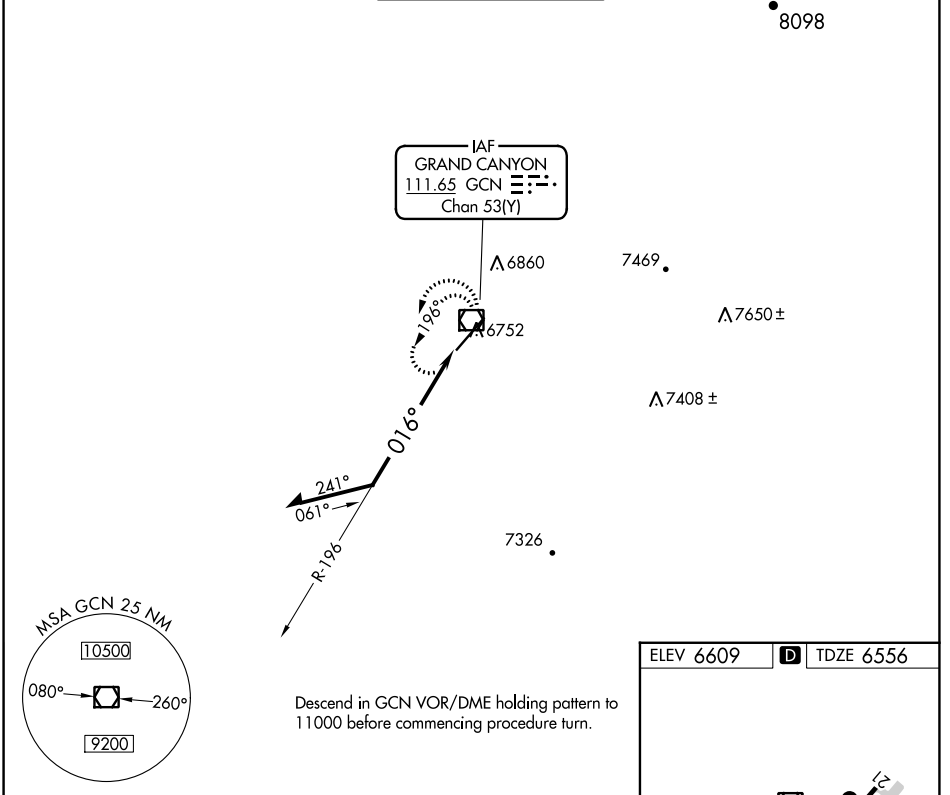 8098
IAF
GRAND CANYON
111.65 GCN
Chan 53(Y)
6860
7469
196°
6752
7650 ±
7408 ±
016°
241°
061°
R-196
7326
MSA GCN 25 NM
10500
080°
260°
9200
Descend in GCN VOR/DME holding pattern to
11000 before commencing procedure turn.
ELEV 6609 D TDZE 6556
21